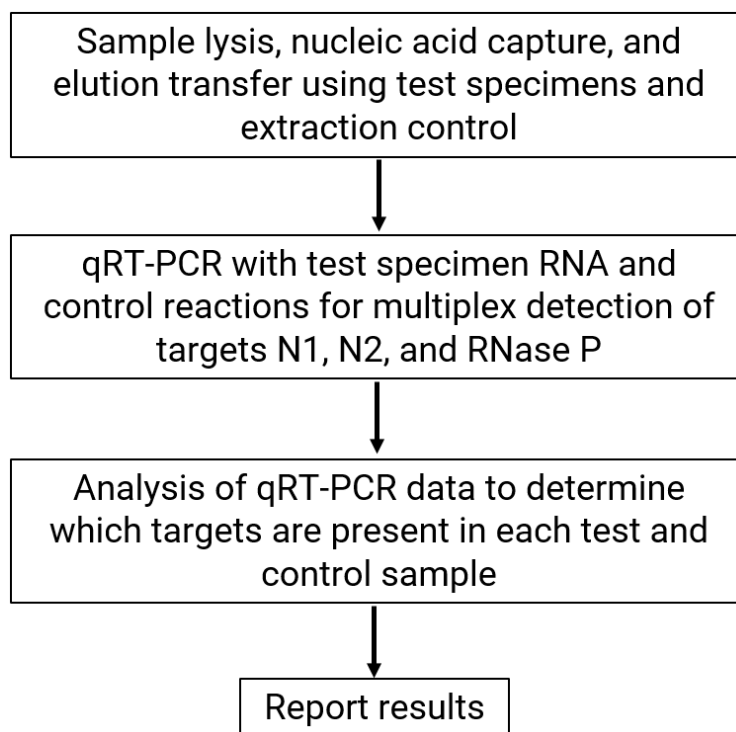 Sample lysis, nucleic acid capture, and
elution transfer using test specimens and
extraction control
qRT-PCR with test specimen RNA and
control reactions for multiplex detection of
targets N1, N2, and RNase P
Analysis of qRT-PCR data to determine
which targets are present in each test and
control sample
Report results